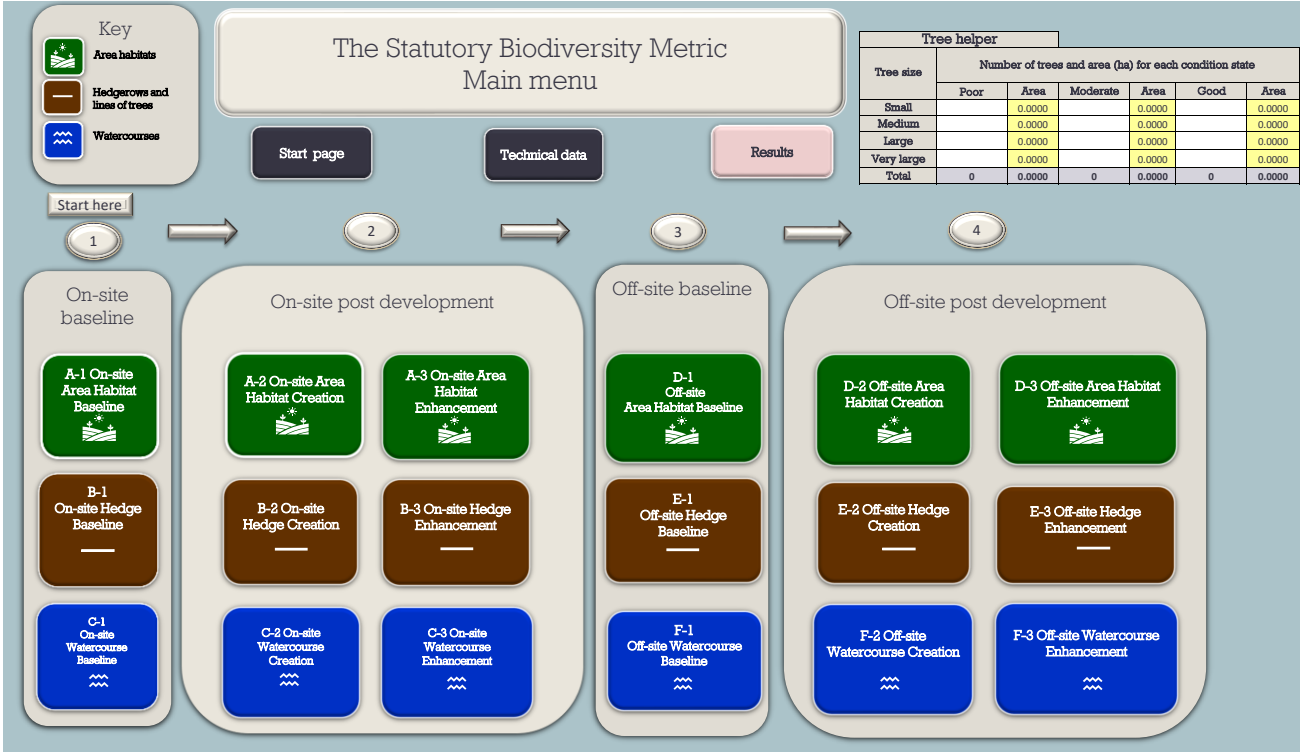 Key
Area habitats
Hedgerows and
lines of trees
Watercourses
The Statutory Biodiversity Metric
Main menu
Start page
Technical data
Results
Tree helper
Tree size
Number of trees and area (ha) for each condition state
Poor Area Moderate Area Good Area
Small 0.0000 0.0000 0.0000
Medium 0.0000 0.0000 0.0000
Large 0.0000 0.0000 0.0000
Very large 0.0000 0.0000 0.0000
Total 0 0.0000 0 0.0000 0 0.0000
Start here
1
2
3
4
On-site
baseline
A-1 On-site
Area Habitat
Baseline
B-1
On-site Hedge
Baseline
C-1
On-site
Watercourse
Baseline
On-site post development
A-2 On-site Area
Habitat Creation
A-3 On-site Area
Habitat
Enhancement
B-2 On-site
Hedge Creation
B-3 On-site Hedge
Enhancement
C-2 On-site
Watercourse
Creation
C-3 On-site
Watercourse
Enhancement
Off-site baseline
D-1
Off-site
Area Habitat Baseline
E-1
Off-site Hedge
Baseline
F-1
Off-site Watercourse
Baseline
Off-site post development
D-2 Off-site Area
Habitat Creation
D-3 Off-site Area Habitat
Enhancement
E-2 Off-site Hedge
Creation
E-3 Off-site Hedge
Enhancement
F-2 Off-site
Watercourse Creation
F-3 Off-site Watercourse
Enhancement